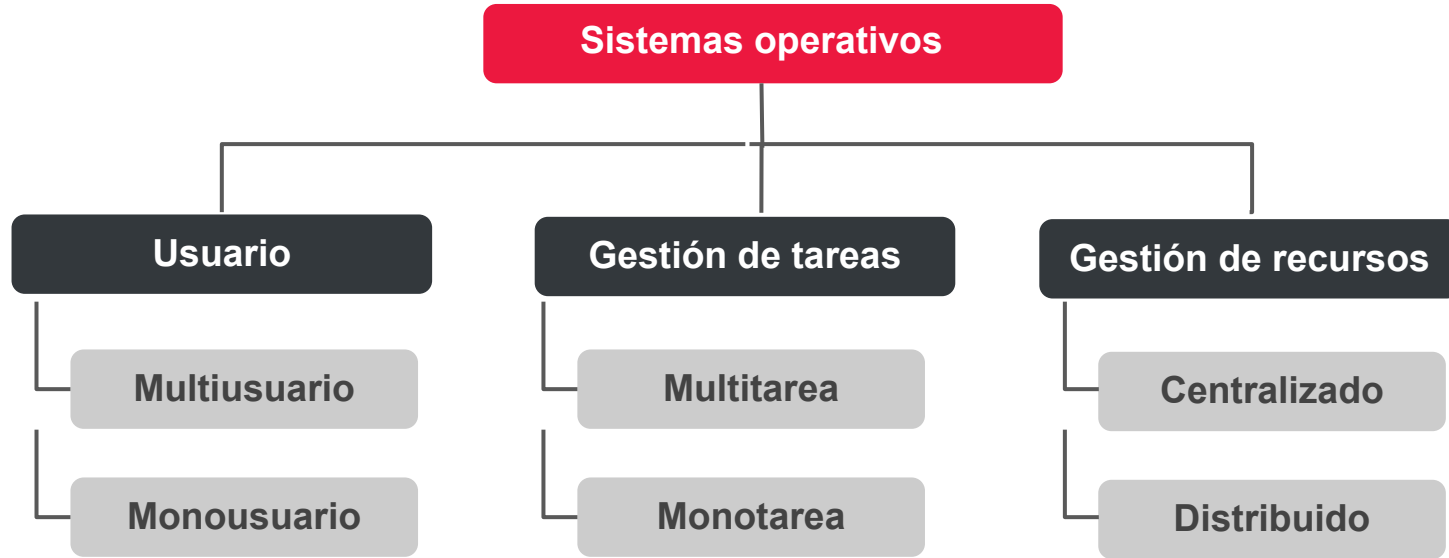 Sistemas operativos
Usuario
Multiusuario
Monousuario
Gestión de tareas
Multitarea
Monotarea
Gestión de recursos
Centralizado
Distribuido